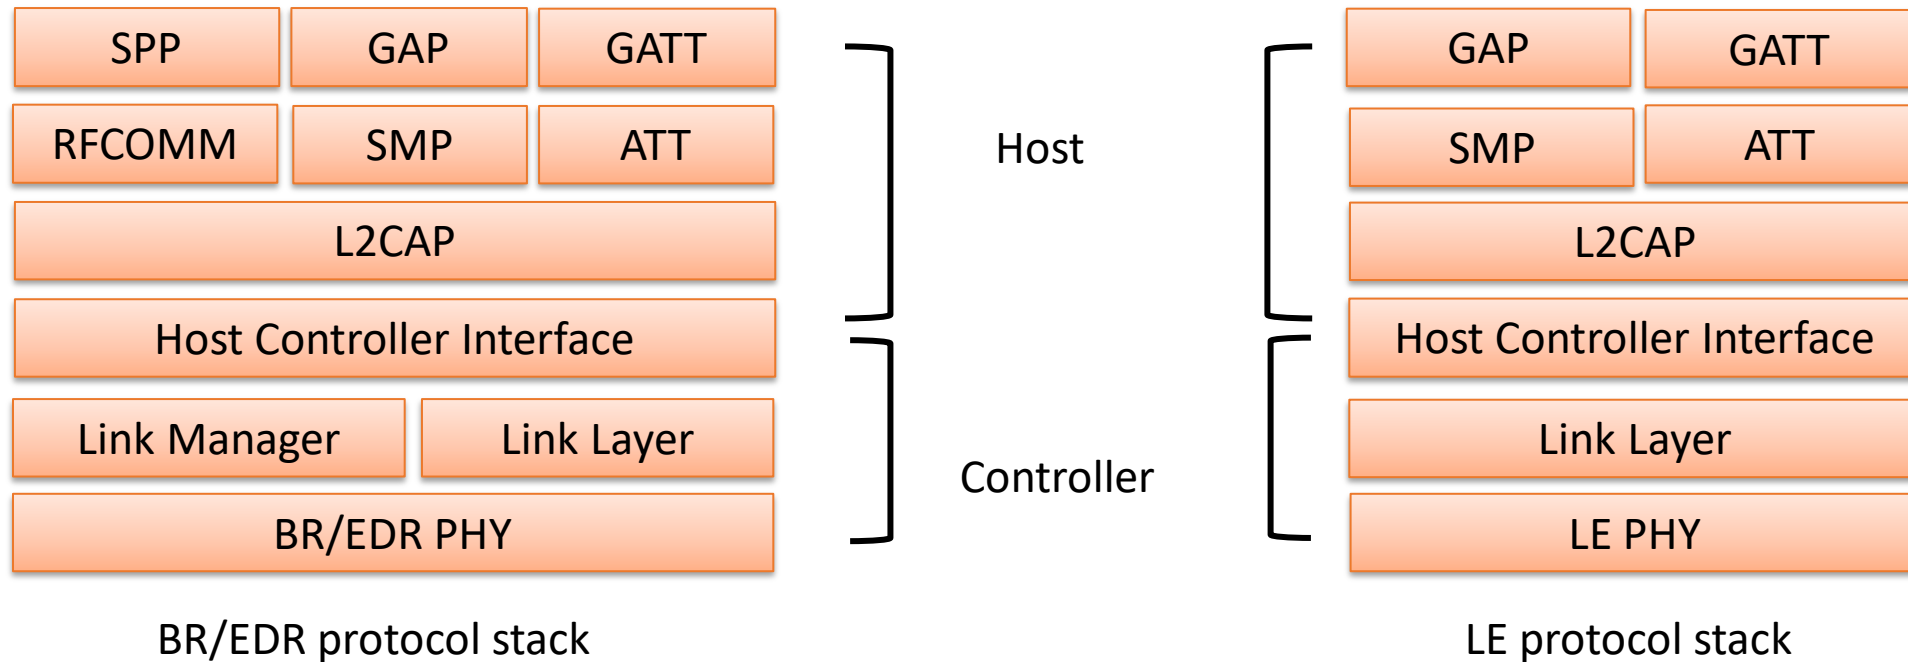 SPP GAP GATT
RFCOMM SMP ATT
L2CAP
Host Controller Interface
Link Manager Link Layer
BR/EDR PHY
BR/EDR protocol stack
Host
Controller
GAP GATT
SMP ATT
L2CAP
Host Controller Interface
Link Layer
LE PHY
LE protocol stack